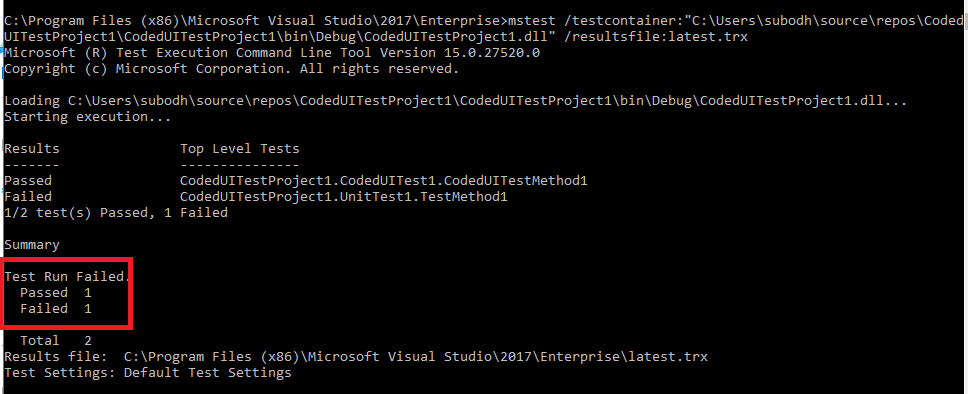 C:\Program Files (x86)\Microsoft Visual Studio\2017\Enterprise>mstest /testcontainer:"C:\Users\subodh\source\repos\Coded
UITestProject1\CodedUITestProject1\bin\Debug\CodedUITestProject1.dll" /resultsfile:latest.trx
Microsoft (R) Test Execution Command Line Tool Version 15.0.27520.0
Copyright (c) Microsoft Corporation. All rights reserved.
Loading C:\Users\subodh\source\repos\CodedUITestProject1\CodedUITestProject1\bin\Debug\CodedUITestProject1.dll...
Starting execution...
Results               Top Level Tests
-------               ---------------
Passed                CodedUITestProject1.CodedUITest1.CodedUITestMethod1
Failed                CodedUITestProject1.UnitTest1.TestMethod1
1/2 test(s) Passed, 1 Failed
Summary
Test Run Failed.
  Passed  1
  Failed  1
  Total   2
Results file:  C:\Program Files (x86)\Microsoft Visual Studio\2017\Enterprise\latest.trx
Test Settings: Default Test Settings